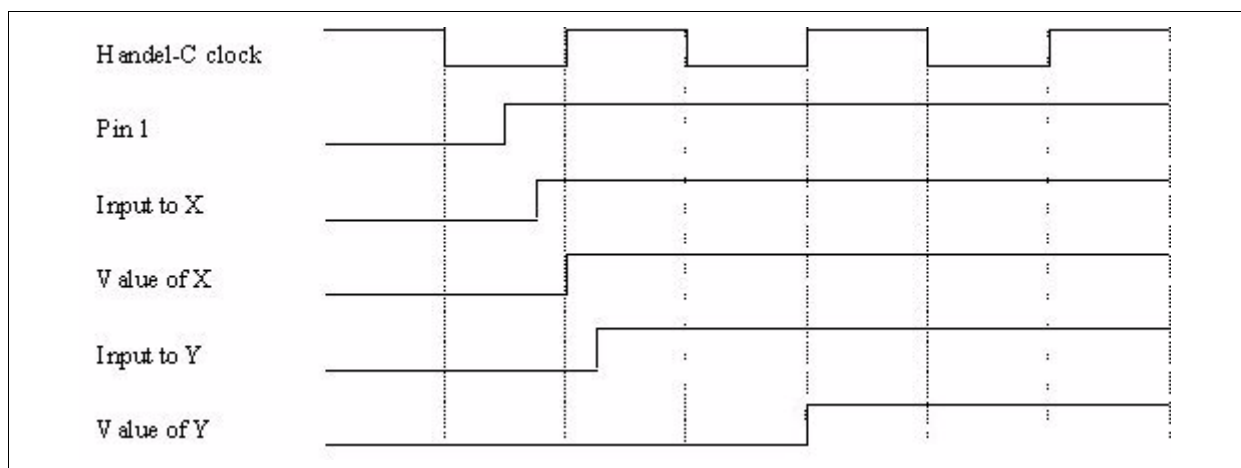 Handel-C clock
Pin 1
Input to X
Value of X
Input to Y
Value of Y